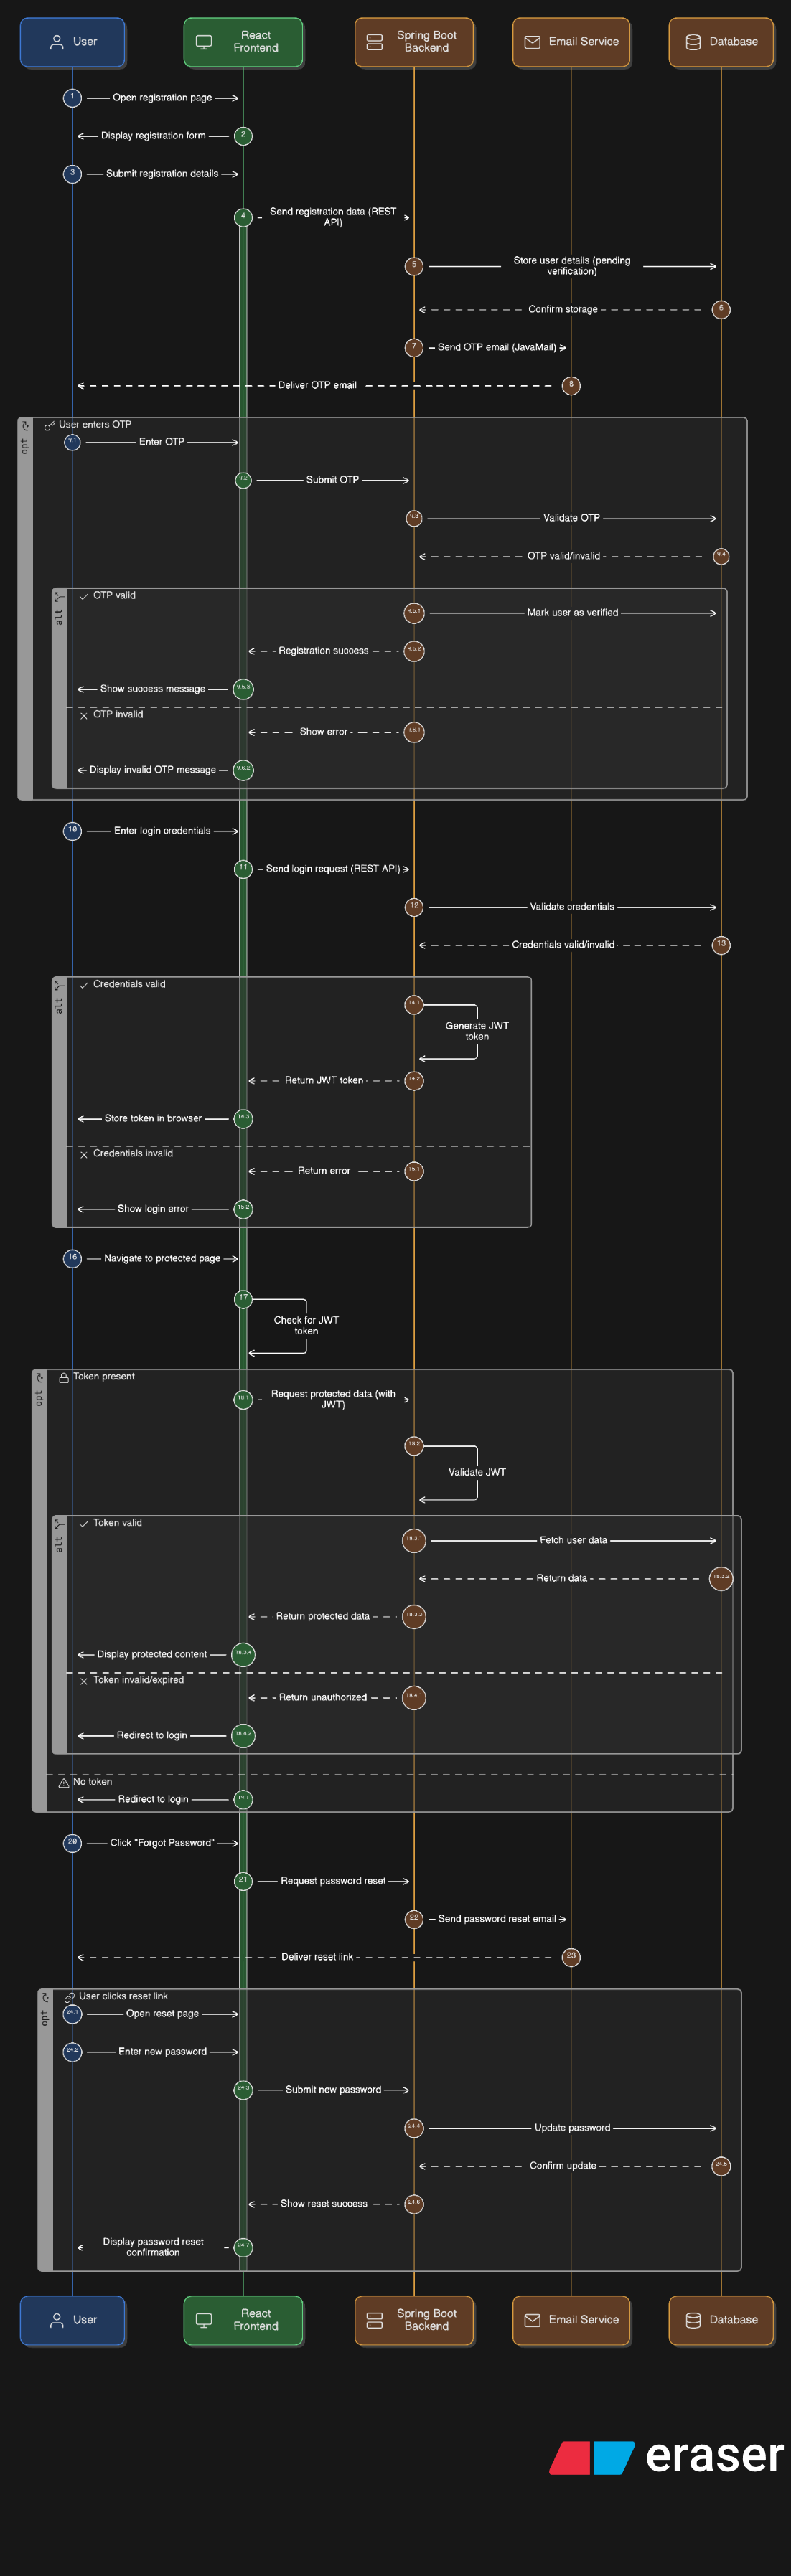 User
React
Frontend
Spring Boot
Backend
Email Service
Database
1
Open registration page
Display registration form
2
3
Submit registration details
4
Send registration data (REST
API)
5
Store user details (pending
verification)
Confirm storage
6
7
Send OTP email (JavaMail)
Deliver OTP email
8
opt
User enters OTP
9.1
Enter OTP
9.2
Submit OTP
9.3
Validate OTP
OTP valid/invalid
9.4
alt
OTP valid
9.5.1
Mark user as verified
Registration success
9.5.2
Show success message
9.5.3
OTP invalid
Show error
9.6.1
Display invalid OTP message
9.6.2
10
Enter login credentials
11
Send login request (REST API)
12
Validate credentials
Credentials valid/invalid
13
alt
Credentials valid
14.1
Generate JWT
token
Return JWT token
14.2
Store token in browser
14.3
Credentials invalid
Return error
15.1
Show login error
15.2
16
Navigate to protected page
17
Check for JWT
token
opt
Token present
18.1
Request protected data (with
JWT)
18.2
Validate JWT
alt
Token valid
18.3.1
Fetch user data
Return data
18.3.2
Return protected data
18.3.3
Display protected content
18.3.4
Token invalid/expired
Return unauthorized
18.4.1
Redirect to login
18.4.2
No token
Redirect to login
19.1
20
Click "Forgot Password"
21
Request password reset
22
Send password reset email
Deliver reset link
23
opt
User clicks reset link
24.1
Open reset page
24.2
Enter new password
24.3
Submit new password
24.4
Update password
Confirm update
24.5
Show reset success
24.6
Display password reset
confirmation
24.7
User
React
Frontend
Spring Boot
Backend
Email Service
Database
eraser